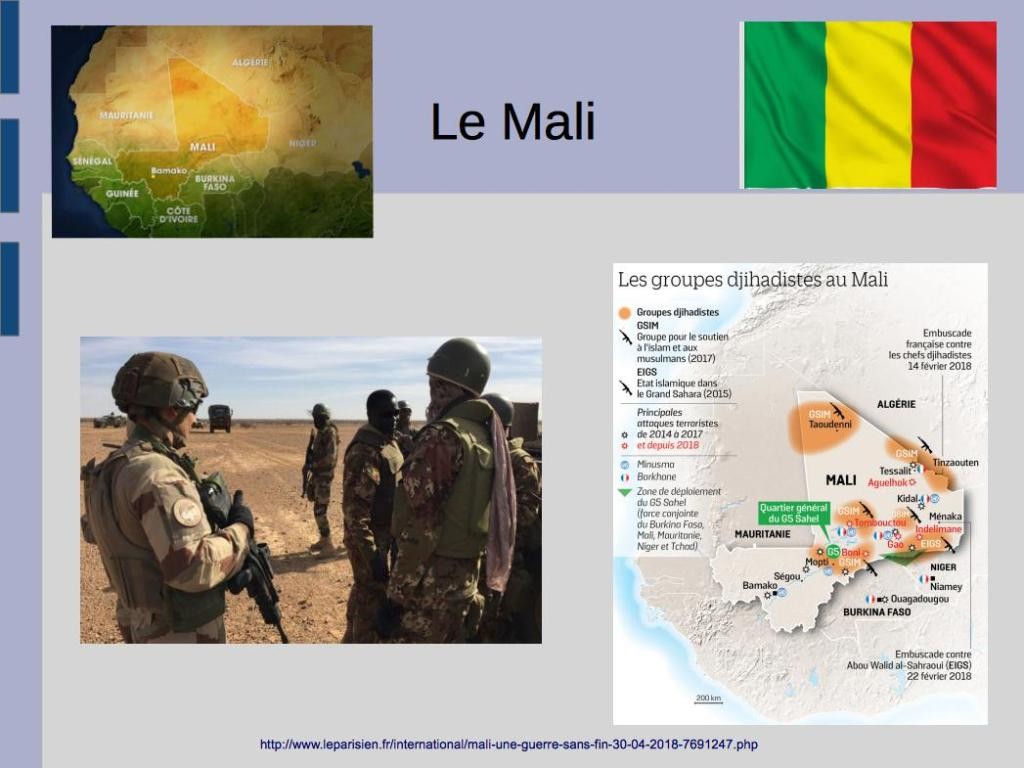 Le Mali
ALGÉRIE
MAURITANIE
MALI
NIGER
SÉNÉGAL
Bamako
BURKINA
FASO
GUINÉE
CÔTE
D'IVOIRE
Les groupes djihadistes au Mali
Groupes djihadistes
GSIM
Groupe pour le soutien
à l'islam et aux
musulmans (2017)
EIGS
Etat islamique dans
le Grand Sahara (2015)
Principales
attaques terroristes
de 2014 à 2017
et depuis 2018
Minusma
Barkhane
Zone de déploiement
du G5 Sahel
(force conjointe
du Burkina Faso,
Mali, Mauritanie,
Niger et Tchad)
Embuscade
française contre
les chefs djihadistes
14 février 2018
ALGÉRIE
GSIM
Taoudenni
GSIM
Tinzaouten
Tessalit
Aguelhok
MALI
Kidal
Quartier général
du G5 Sahel
GSIM
GSIM
Ménaka
Tombouctou
Indelimane
MAURITANIE
Gao
EIGS
G5
Boni
Mopti
GSIM
NIGER
Ségou
Niamey
Bamako
Ouagadougou
BURKINA FASO
Embuscade contre
Abou Walid al-Sahraoui (EIGS)
22 février 2018
200 km
http://www.leparisien.fr/international/mali-une-guerre-sans-fin-30-04-2018-7691247.php